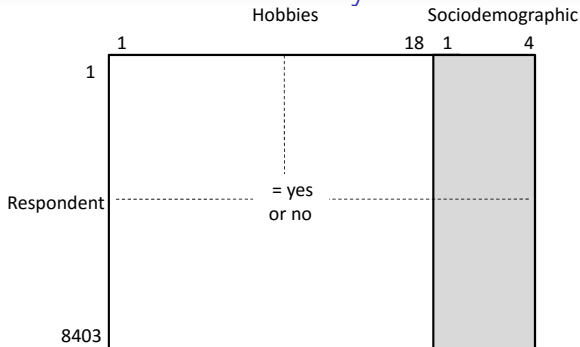 Hobbies Sociodemographic
1 18 1 4
1
= yes
Respondent
or no
8403